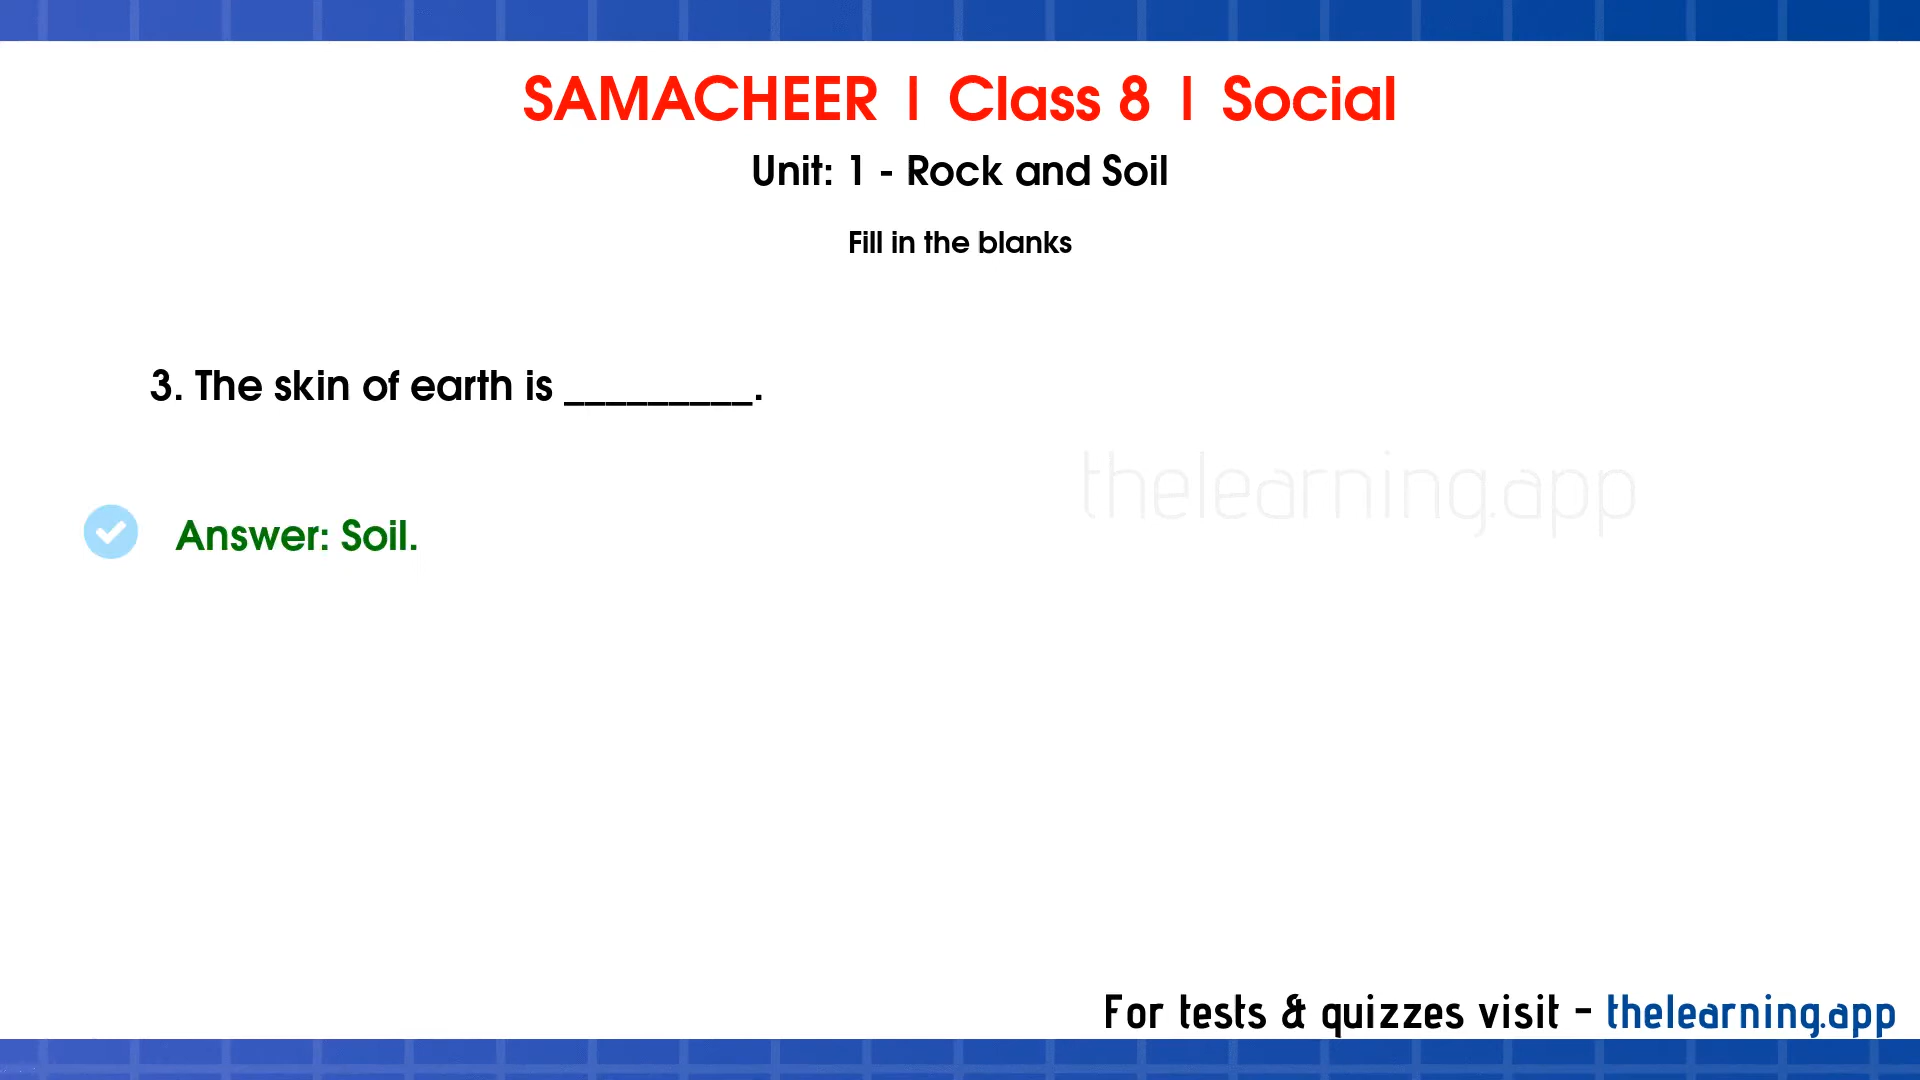 SAMACHEER | Class 8 | Social
Unit: 1 - Rock and Soil
Fill in the blanks
3. The skin of earth is _________.
thelearning.app
Answer: Soil.
For tests & quizzes visit - thelearning.app